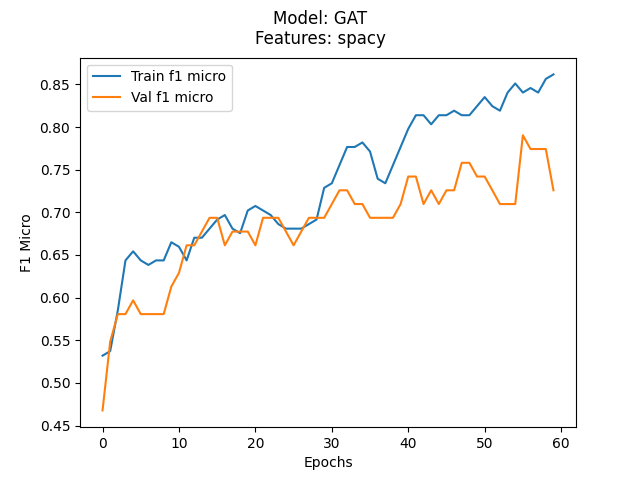 Model: GAT
Features: spacy
Train f1 micro
Val f1 micro
F1 Micro
0.85
0.80
0.75
0.70
0.65
0.60
0.55
0.50
0.45
0 10 20 30 40 50 60
Epochs